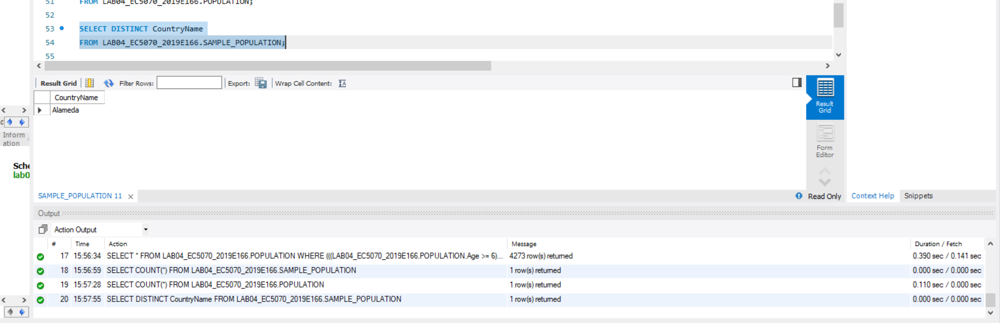 51 FROM LAB04_EC5070_2019E166.POPULATION;
52
53 SELECT DISTINCT CountryName
54 FROM LAB04_EC5070_2019E166.SAMPLE_POPULATION;
55
Result Grid Filter Rows: Export: Wrap Cell Content: IA
CountryName
Alameda
Result
Grid
Form
Editor
c
Inform
ation
Sche
lab0
SAMPLE_POPULATION 11
Read Only
Context Help Snippets
Output
Action Output
# Time Action Message Duration / Fetch
17 15:56:34 SELECT * FROM LAB04_EC5070_2019E166.POPULATION WHERE (((LAB04_EC5070_2019E166.POPULATION.Age >= 6)... 4273 row(s) returned 0.390 sec / 0.141 sec
18 15:56:59 SELECT COUNT(*) FROM LAB04_EC5070_2019E166.SAMPLE_POPULATION 1 row(s) returned 0.000 sec / 0.000 sec
19 15:57:28 SELECT COUNT(*) FROM LAB04_EC5070_2019E166.POPULATION 1 row(s) returned 0.110 sec / 0.000 sec
20 15:57:55 SELECT DISTINCT CountryName FROM LAB04_EC5070_2019E166.SAMPLE_POPULATION 1 row(s) returned 0.000 sec / 0.000 sec